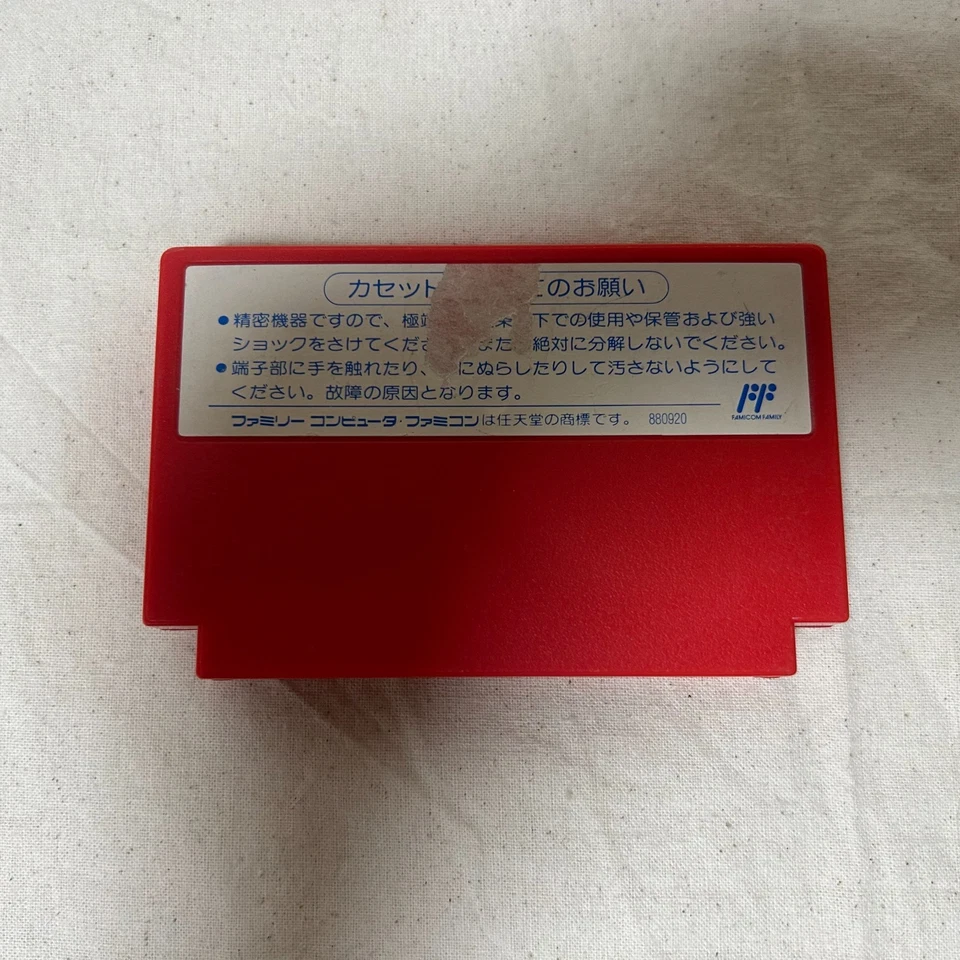 カセット このお願い
●精密機器ですので、極端 条 下での使用や保管および強い
ショックをさけてくださ また 絶対に分解しないでください。
●端子部に手を触れたり、 にぬらしたりして汚さないようにして
ください。故障の原因となります。
ファミリー コンピュータ・ファミコンは任天堂の商標です。 880920
FAMICOM FAMILY